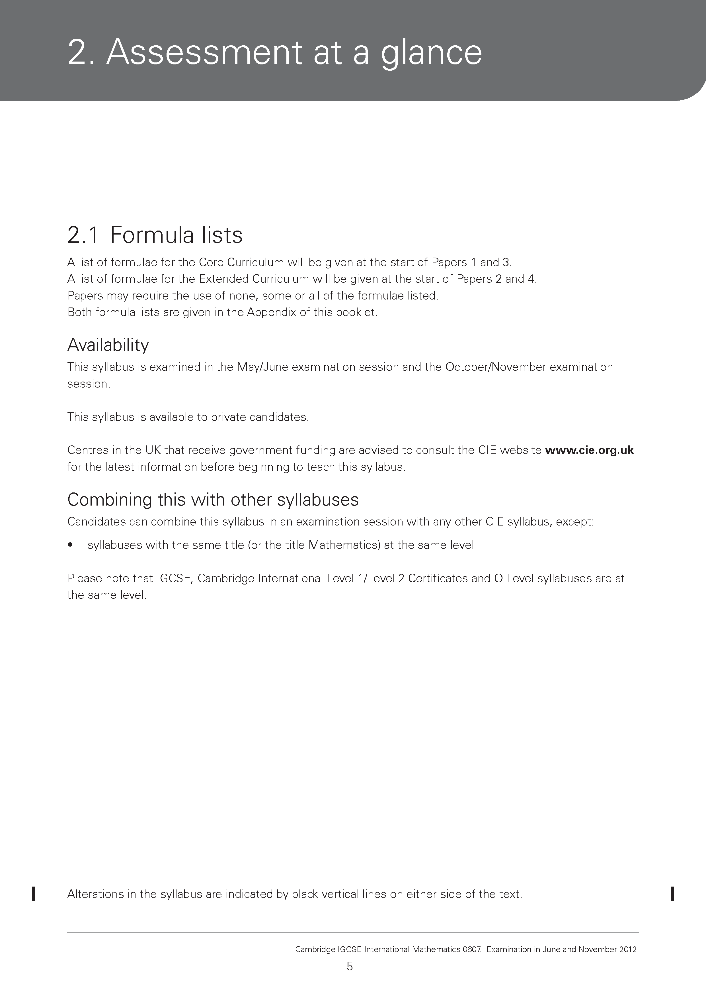 2. Assessment at a glance
2.1 Formula lists
A list of formulae for the Core Curriculum will be given at the start of Papers 1 and 3.
A list of formulae for the Extended Curriculum will be given at the start of Papers 2 and 4.
Papers may require the use of none, some or all of the formulae listed.
Both formula lists are given in the Appendix of this booklet.
Availability
This syllabus is examined in the May/June examination session and the October/November examination
session.
This syllabus is available to private candidates.
Centres in the UK that receive government funding are advised to consult the CIE website www.cie.org.uk
for the latest information before beginning to teach this syllabus.
Combining this with other syllabuses
Candidates can combine this syllabus in an examination session with any other CIE syllabus, except:
• syllabuses with the same title (or the title Mathematics) at the same level
Please note that IGCSE, Cambridge International Level 1/Level 2 Certificates and O Level syllabuses are at
the same level.
Alterations in the syllabus are indicated by black vertical lines on either side of the text.
Cambridge IGCSE International Mathematics 0607. Examination in June and November 2012.
5